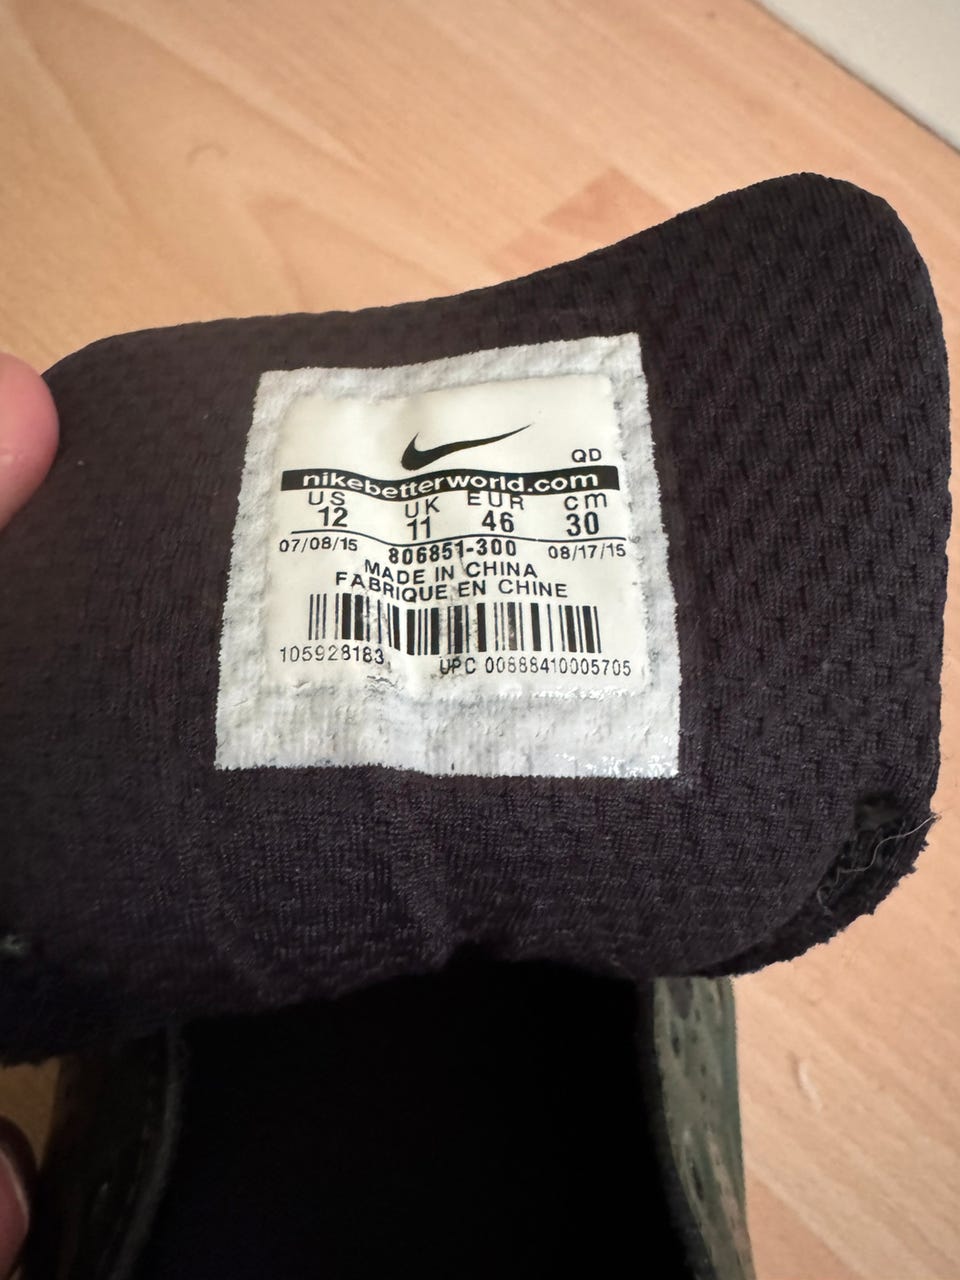 QD
nikebetterworld.com
US UK EUR cm
12 11 46 30
07/08/15 806851-300 08/17/15
MADE IN CHINA
FABRIQUE EN CHINE
105928183 UPC 00888410005705